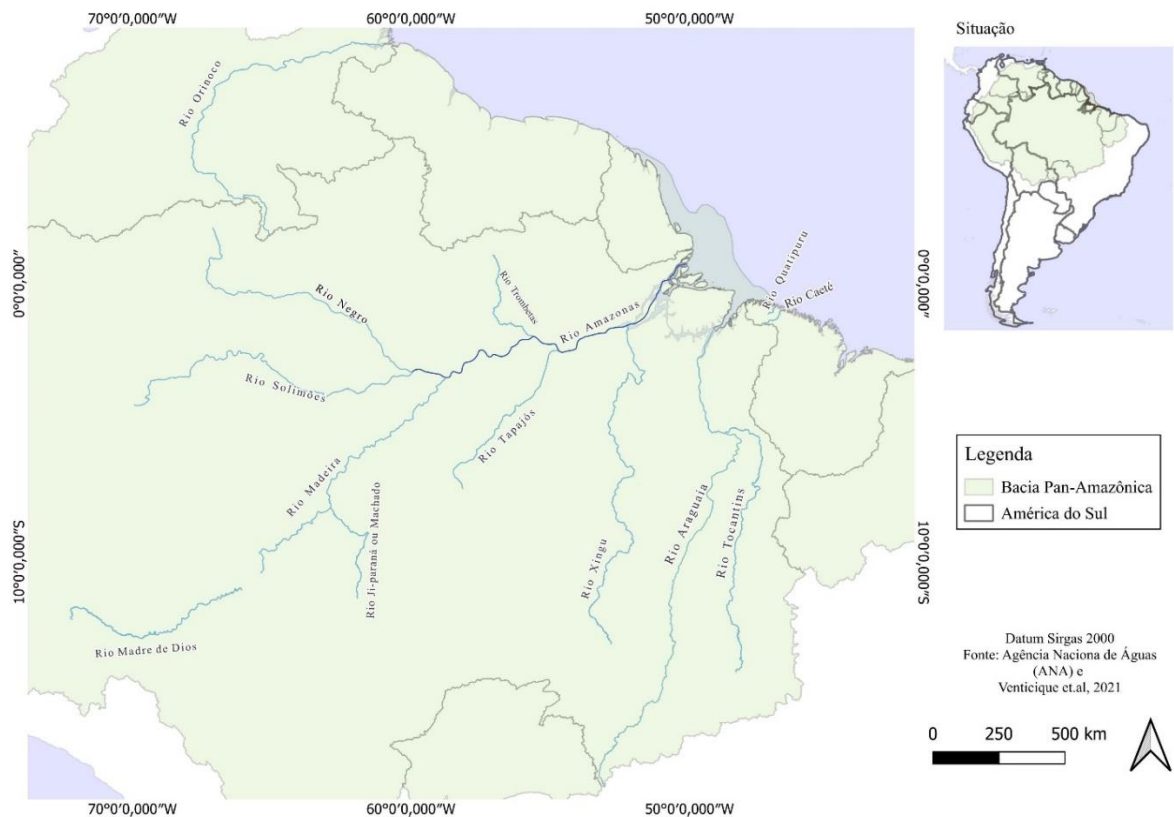 70°0'0,000"W
60°0'0,000"W
50°0'0,000"W
Situação
Rio Orinoco
0°0'0,000"
0°0'0,000"
Rio Quatipuru
Rio Caeté
Rio Trombetas
Rio Negro
Rio Amazonas
Rio Solimões
Rio Tapajós
Rio Madeira
Rio Ji-paraná ou Machado
Rio Xingu
Rio Araguaia
Rio Tocantins
Rio Madre de Dios
10°0'0,000"S
10°0'0,000"S
Legenda
Bacia Pan-Amazônica
América do Sul
Datum Sirgas 2000
Fonte: Agência Naciona de Águas
(ANA) e
Venticique et.al, 2021
0 250 500 km
70°0'0,000"W
60°0'0,000"W
50°0'0,000"W